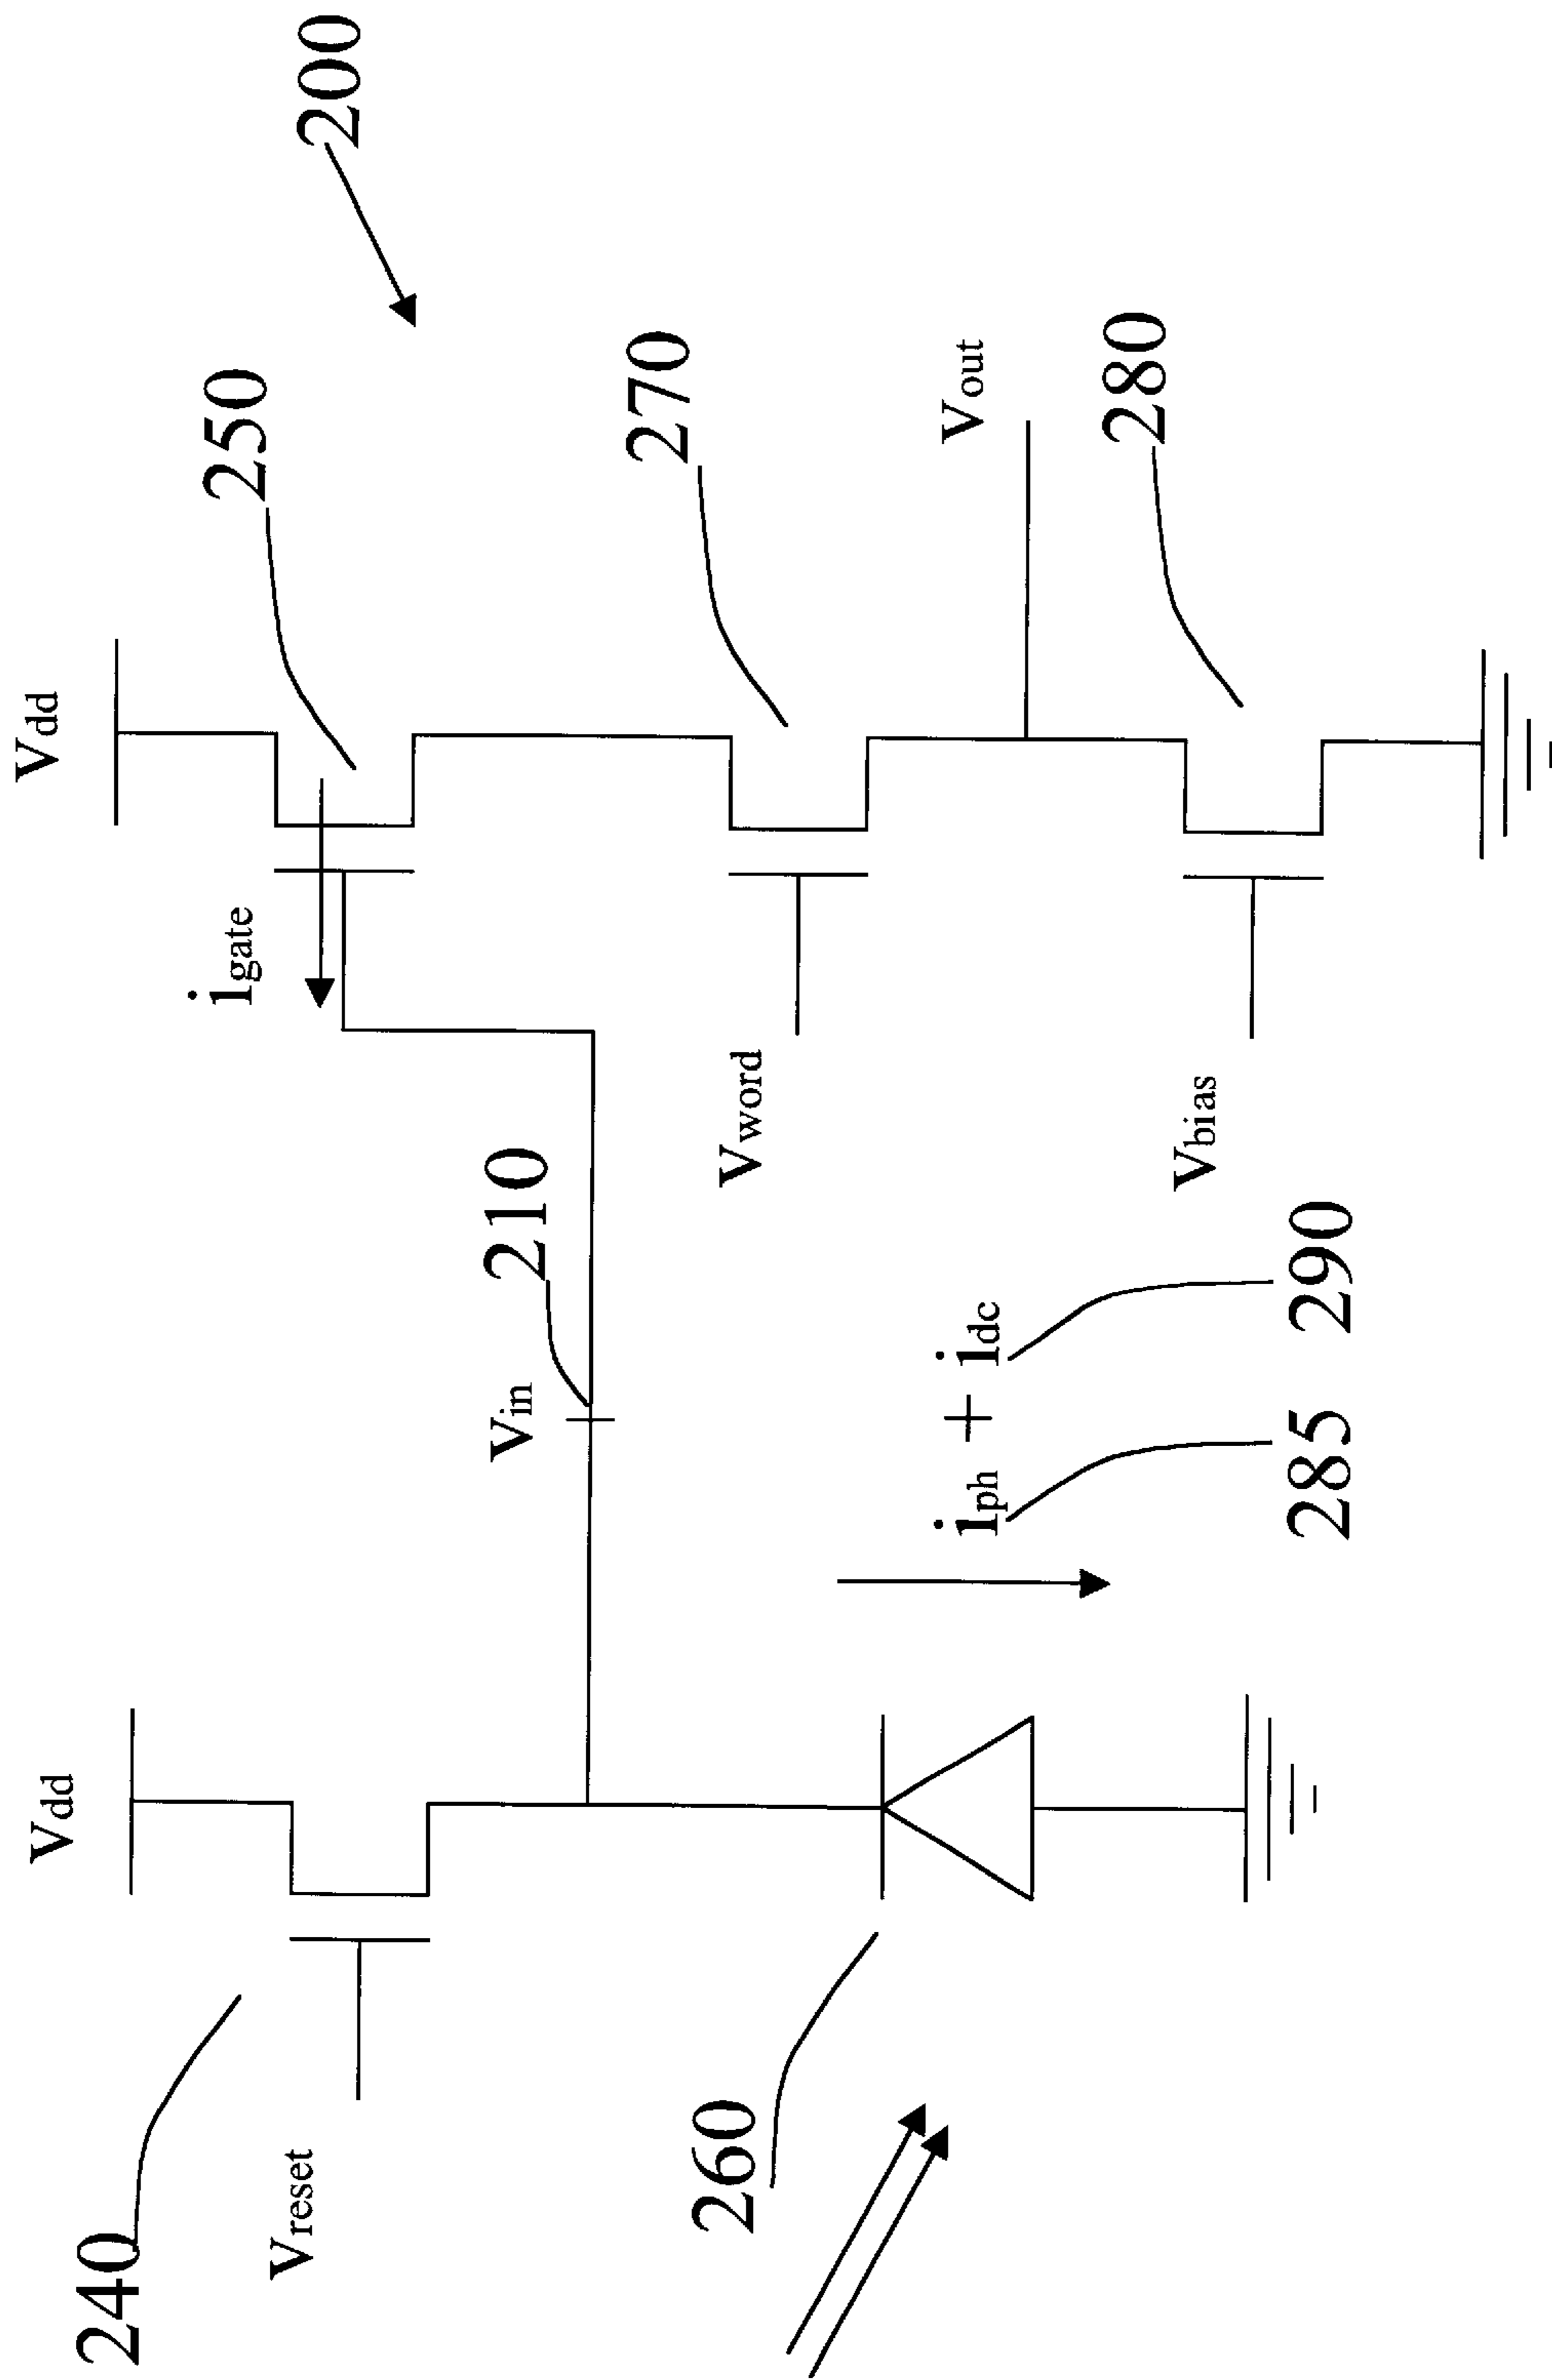 200
Vdd
250
Vdd
240
igate
Vreset
270
210
Vin
Vword
Vout
260
iph + idc
280
Vbias
285 290